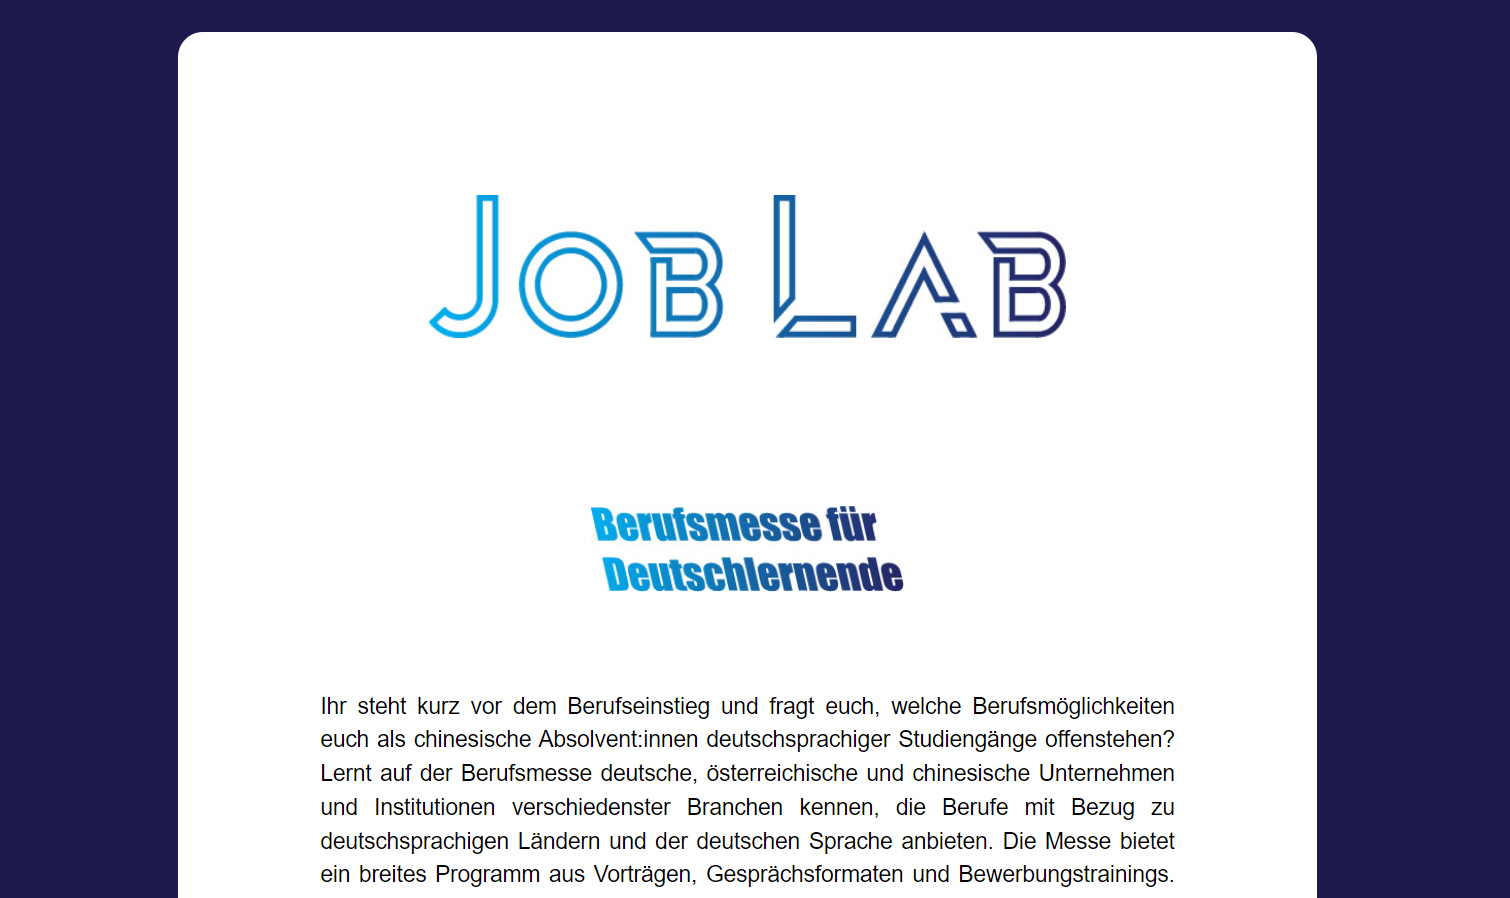 JOB LAB
Berufsmesse für
Deutschlernende
Ihr steht kurz vor dem Berufseinstieg und fragt euch, welche Berufsmöglichkeiten
euch als chinesische Absolvent:innen deutschsprachiger Studiengänge offenstehen?
Lernt auf der Berufsmesse deutsche, österreichische und chinesische Unternehmen
und Institutionen verschiedenster Branchen kennen, die Berufe mit Bezug zu
deutschsprachigen Ländern und der deutschen Sprache anbieten. Die Messe bietet
ein breites Programm aus Vorträgen, Gesprächsformaten und Bewerbungstrainings.